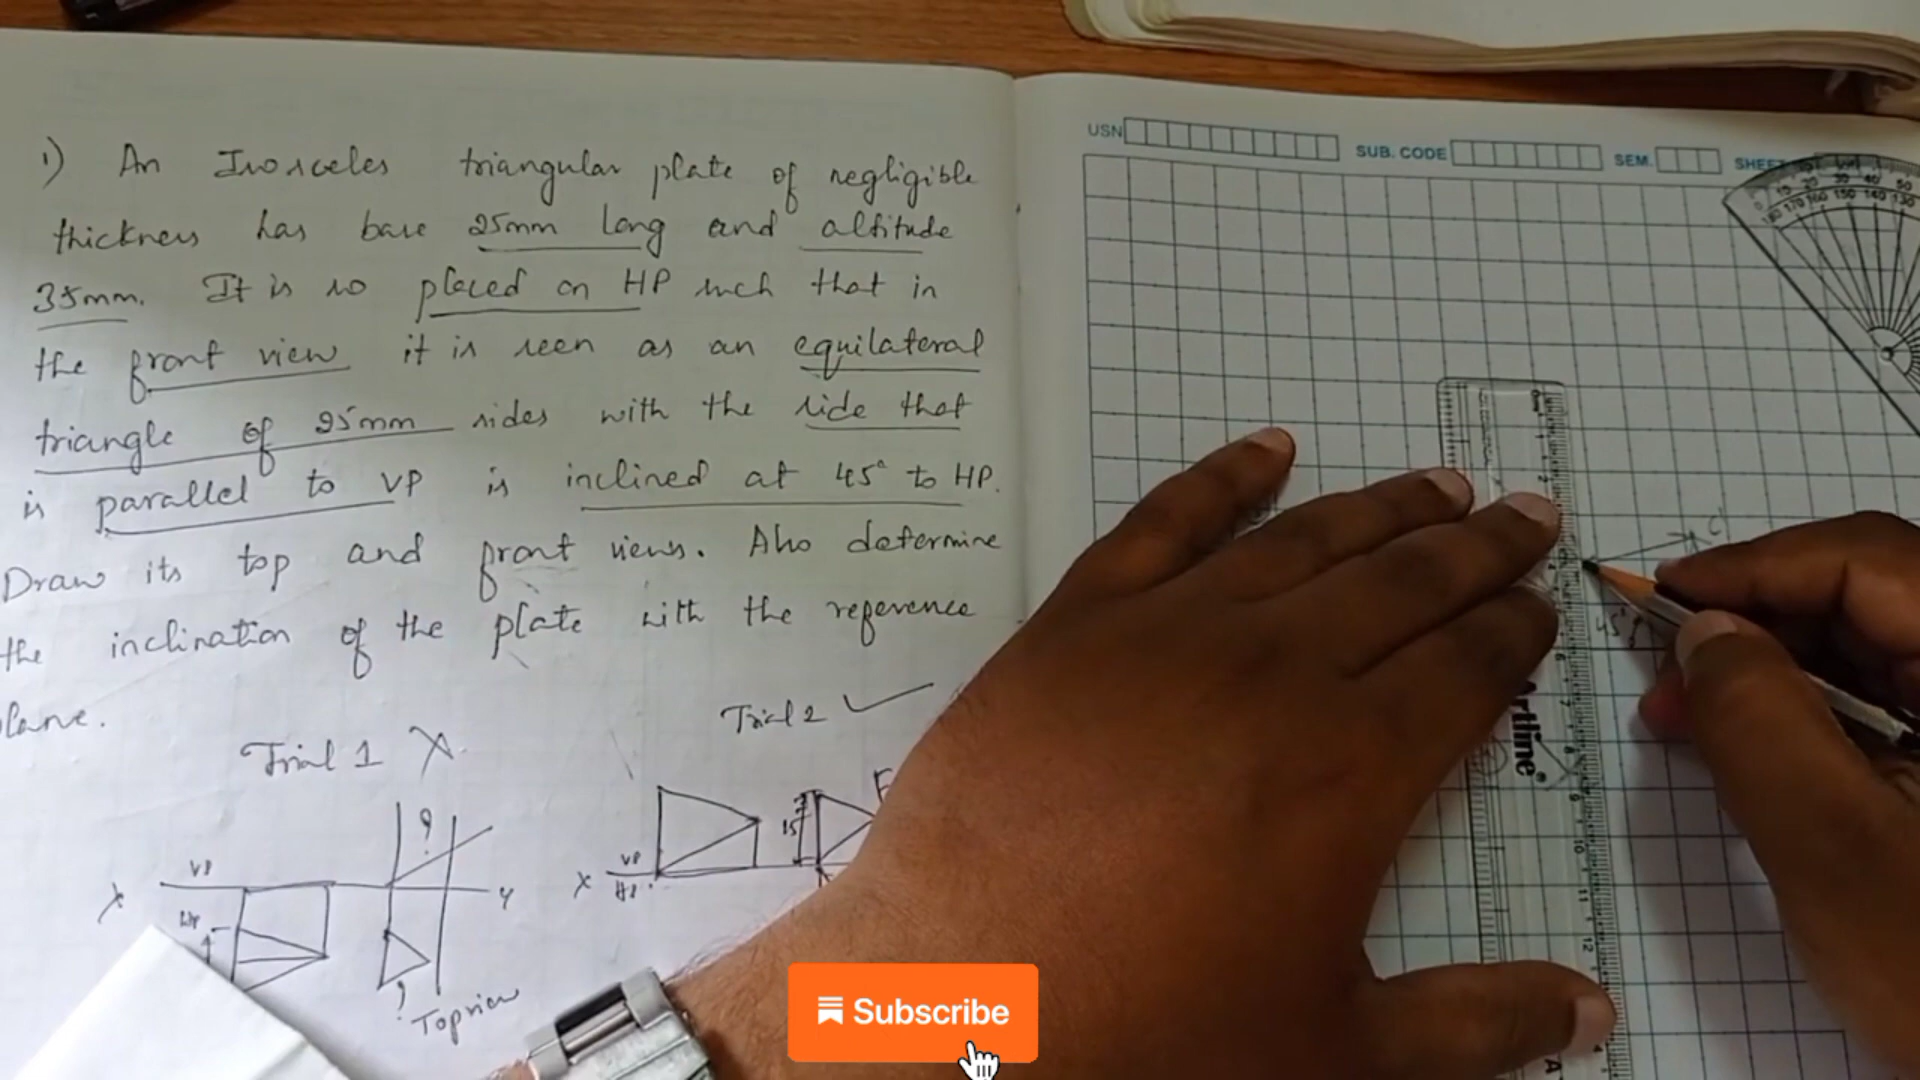 1) An Isosceles triangular plate of negligible
thickness has base 25mm long and altitude
35mm. It is so placed on HP such that in
the front view it is seen as an equilateral
triangle of 25mm sides with the side that
is parallel to VP is inclined at 45° to HP.
Draw its top and front views. Also determine
the inclination of the plate with the reference
plane.
Trial 1 X
Trial 2 ✓
VP
HP
X
Y
?
?
Top view
15
F
X
VP
HP
USN
SUB. CODE
SEM.
SHEET
C'
45°
Artline
Subscribe